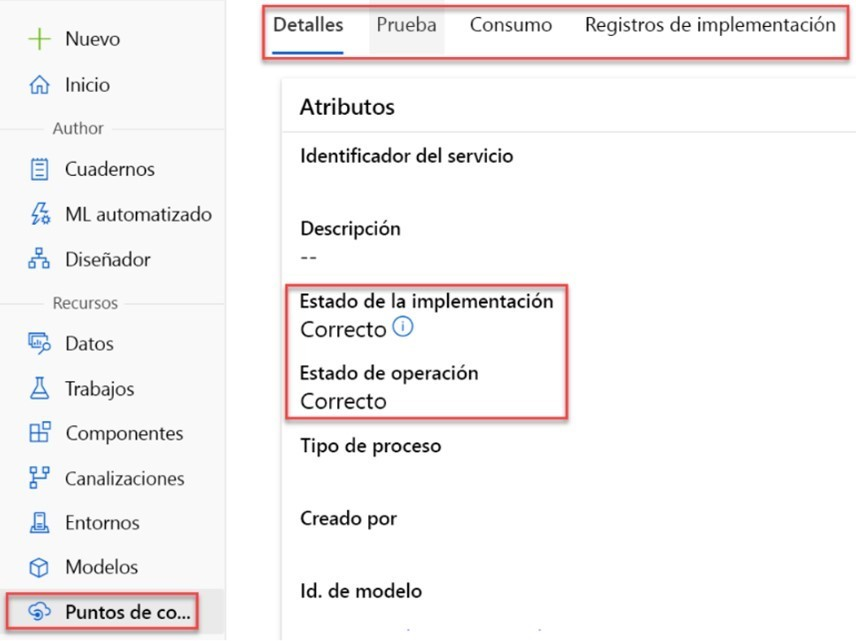 Nuevo
Inicio
Author
Cuadernos
ML automatizado
Diseñador
Recursos
Datos
Trabajos
Componentes
Canalizaciones
Entornos
Modelos
Puntos de co...
Detalles Prueba Consumo Registros de implementación
Atributos
Identificador del servicio
Descripción
--
Estado de la implementación
Correcto
Estado de operación
Correcto
Tipo de proceso
Creado por
Id. de modelo